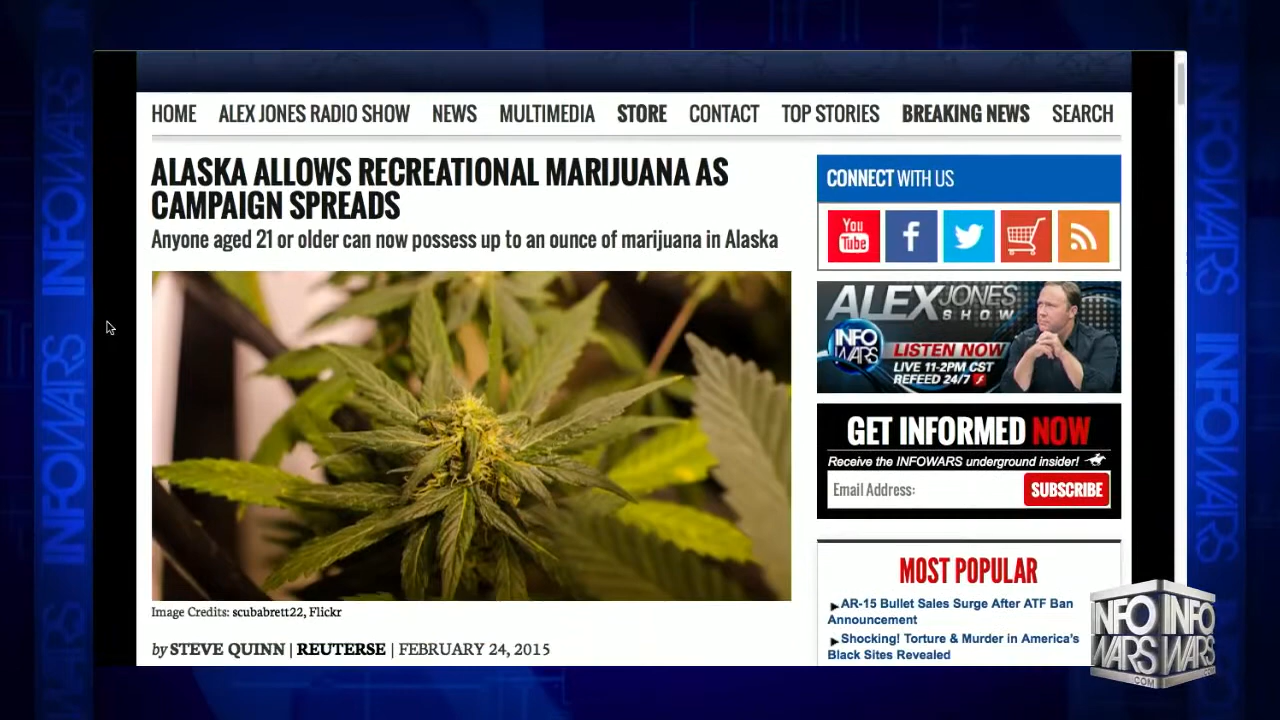 HOME ALEX JONES RADIO SHOW NEWS MULTIMEDIA STORE CONTACT TOP STORIES BREAKING NEWS SEARCH
ALASKA ALLOWS RECREATIONAL MARIJUANA AS
CAMPAIGN SPREADS
Anyone aged 21 or older can now possess up to an ounce of marijuana in Alaska
Image Credits: scubabrett22, Flickr
by STEVE QUINN | REUTERSE | FEBRUARY 24, 2015
CONNECT WITH US
You
Tube
ALEX JONES
SHOW
INFO
WARS
LISTEN NOW
LIVE 11-2PM CST
REFEED 24/7
GET INFORMED NOW
Receive the INFOWARS underground insider!
Email Address:
SUBSCRIBE
MOST POPULAR
AR-15 Bullet Sales Surge After ATF Ban
Announcement
Shocking! Torture & Murder in America's
Black Sites Revealed
INFO INFO
WARS WARS
.COM
INFOWARS
INFOWARS
INFOWARS
INFOWARS